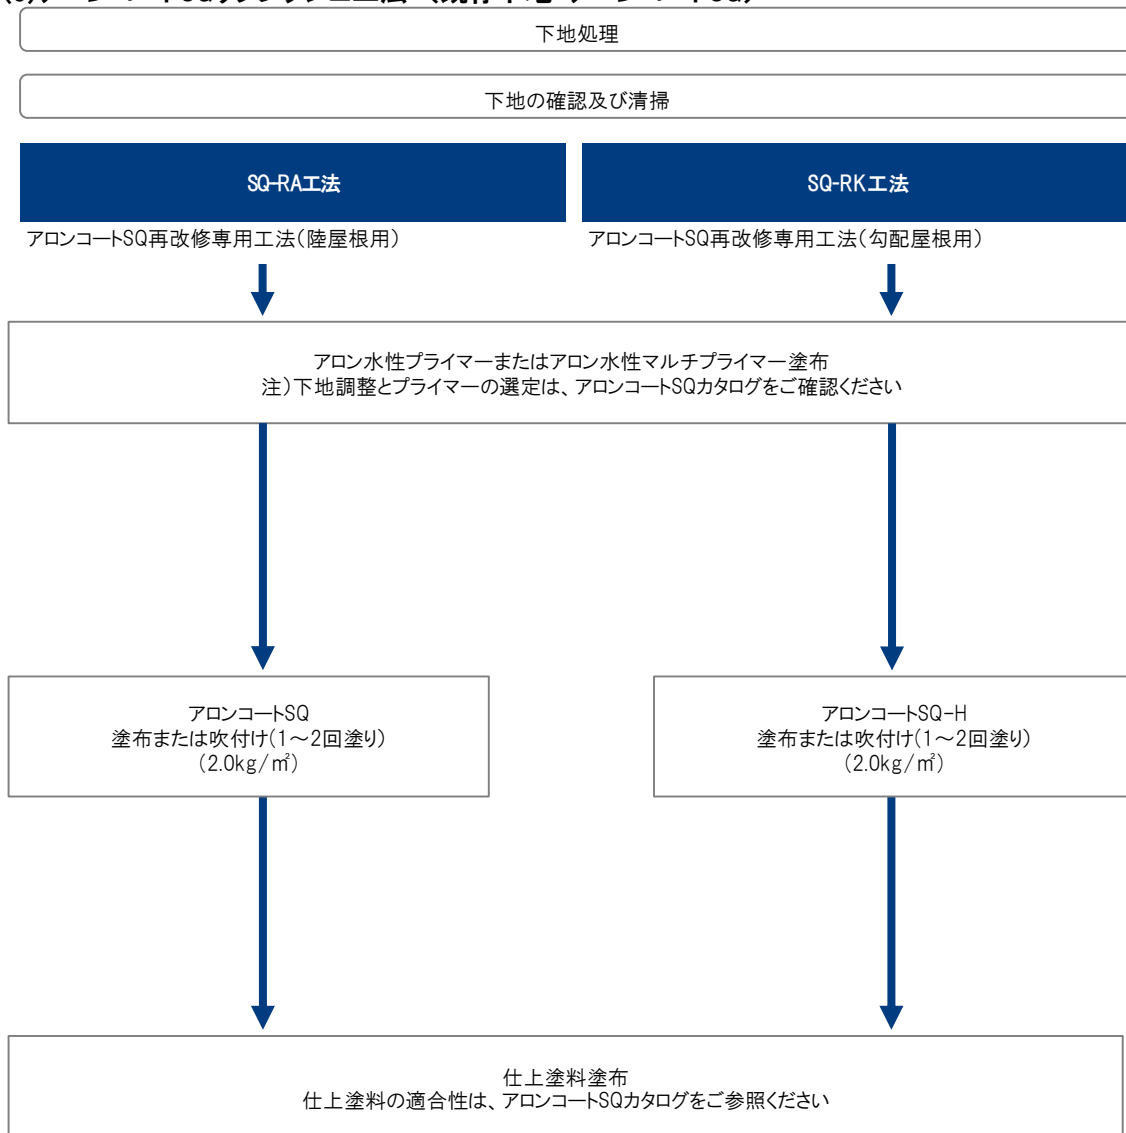 下地処理
下地の確認及び清掃
SQ-RA工法
SQ-RK工法
アロンコートSQ再改修専用工法(陸屋根用)
アロンコートSQ再改修専用工法(勾配屋根用)
アロン水性プライマーまたはアロン水性マルチプライマー塗布
注)下地調整とプライマーの選定は、アロンコートSQカタログをご確認ください
アロンコートSQ
塗布または吹付け(1～2回塗り)
(2.0kg/㎡)
アロンコートSQ-H
塗布または吹付け(1～2回塗り)
(2.0kg/㎡)
仕上塗料塗布
仕上塗料の適合性は、アロンコートSQカタログをご参照ください